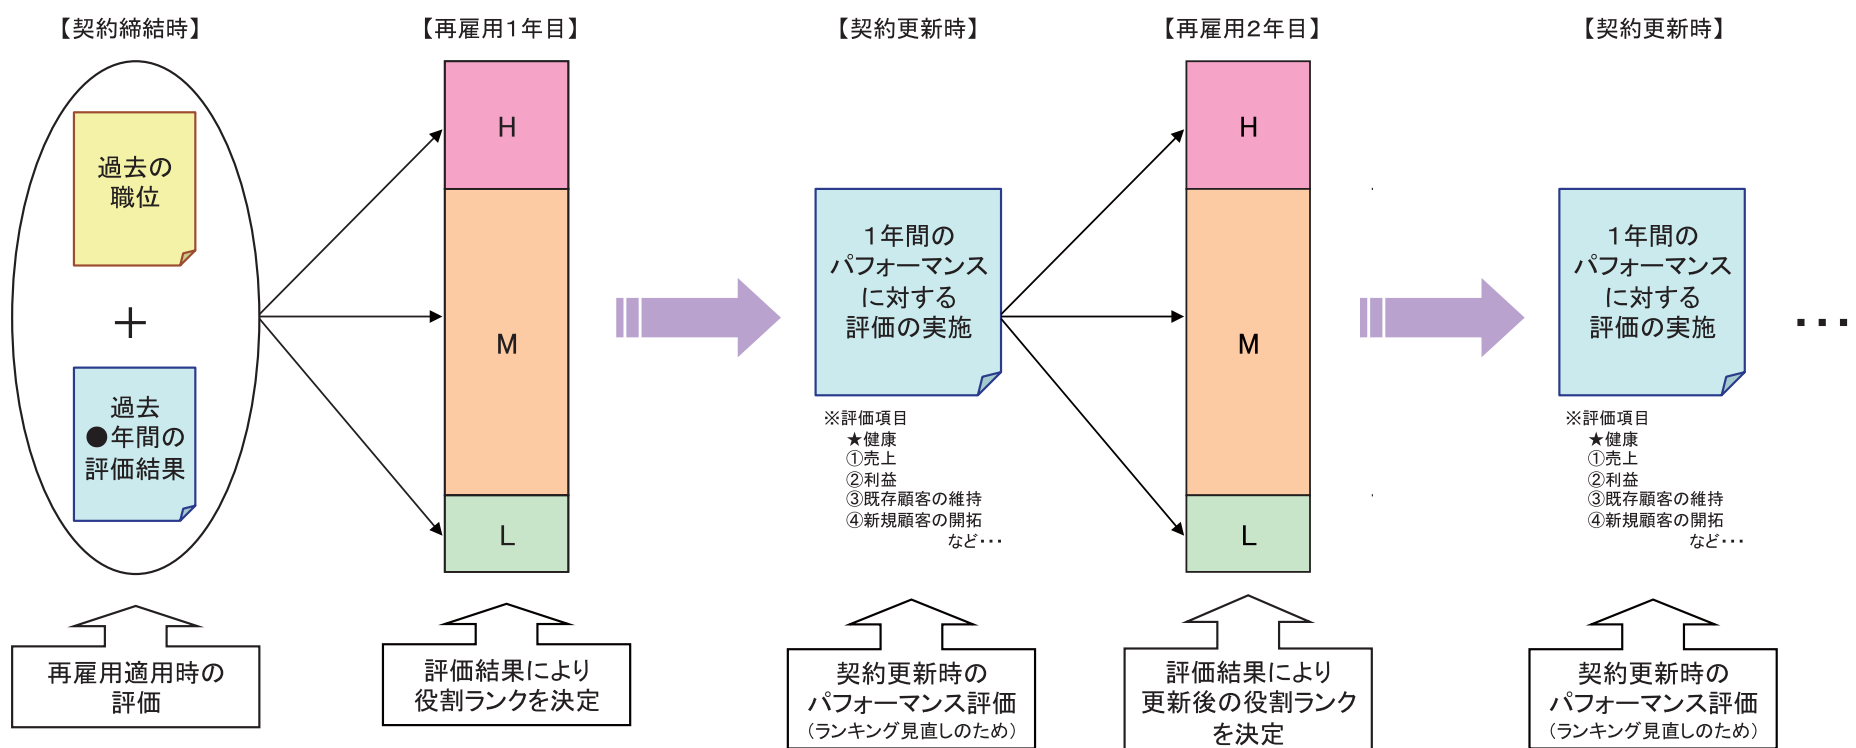 【契約締結時】
【再雇用１年目】
【契約更新時】
【再雇用２年目】
【契約更新時】
過去の
職位
＋
過去
●年間の
評価結果
H
M
L
１年間の
パフォーマンス
に対する
評価の実施
※評価項目
★健康
①売上
②利益
③既存顧客の維持
④新規顧客の開拓
など・・・
H
M
L
１年間の
パフォーマンス
に対する
評価の実施
※評価項目
★健康
①売上
②利益
③既存顧客の維持
④新規顧客の開拓
など・・・
・・・
再雇用適用時の
評価
評価結果により
役割ランクを決定
契約更新時の
パフォーマンス評価
（ランキング見直しのため）
評価結果により
更新後の役割ランク
を決定
契約更新時の
パフォーマンス評価
（ランキング見直しのため）